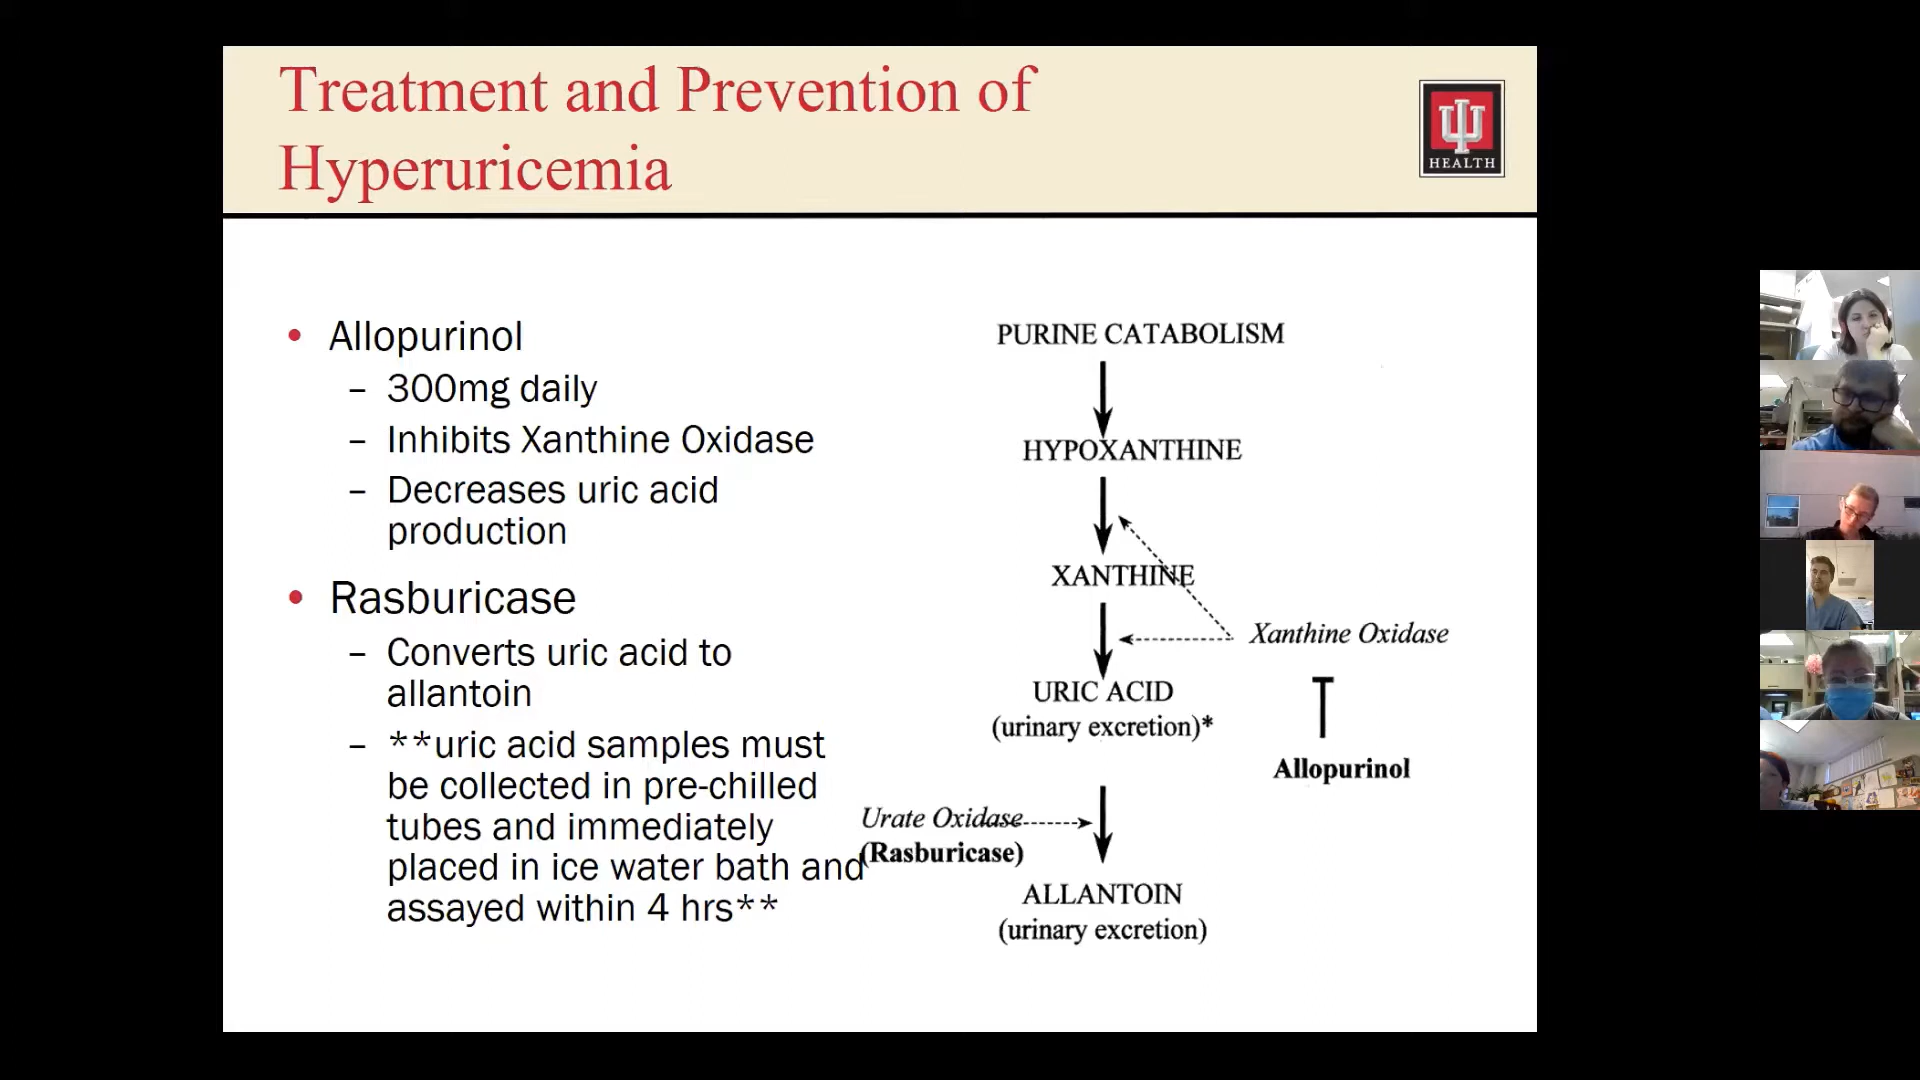 Treatment and Prevention of
Hyperuricemia
HEALTH
• Allopurinol
– 300mg daily
– Inhibits Xanthine Oxidase
– Decreases uric acid
production
• Rasburicase
– Converts uric acid to
allantoin
– **uric acid samples must
be collected in pre-chilled
tubes and immediately
placed in ice water bath and
assayed within 4 hrs**
PURINE CATABOLISM
HYPOXANTHINE
XANTHINE
Xanthine Oxidase
URIC ACID
(urinary excretion)*
Allopurinol
Urate Oxidase
(Rasburicase)
ALLANTOIN
(urinary excretion)